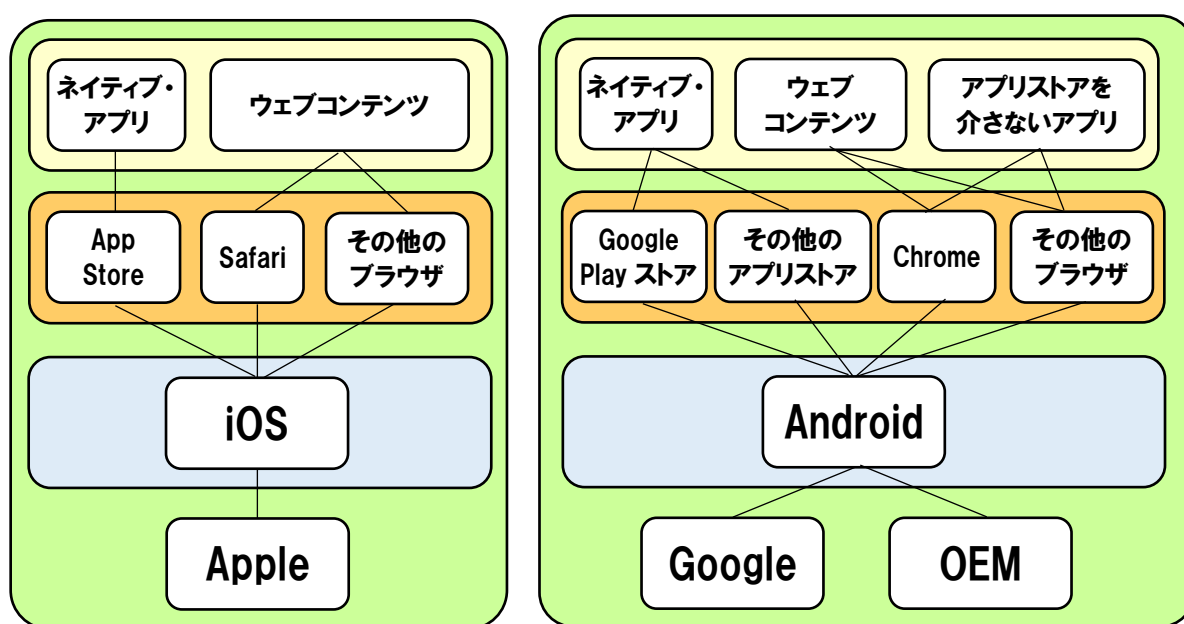 ネイティブ・
アプリ
ウェブコンテンツ
App
Store
Safari
その他の
ブラウザ
iOS
Apple
ネイティブ・
アプリ
ウェブ
コンテンツ
アプリストアを
介さないアプリ
Google
Play ストア
その他の
アプリストア
Chrome
その他の
ブラウザ
Android
Google
OEM